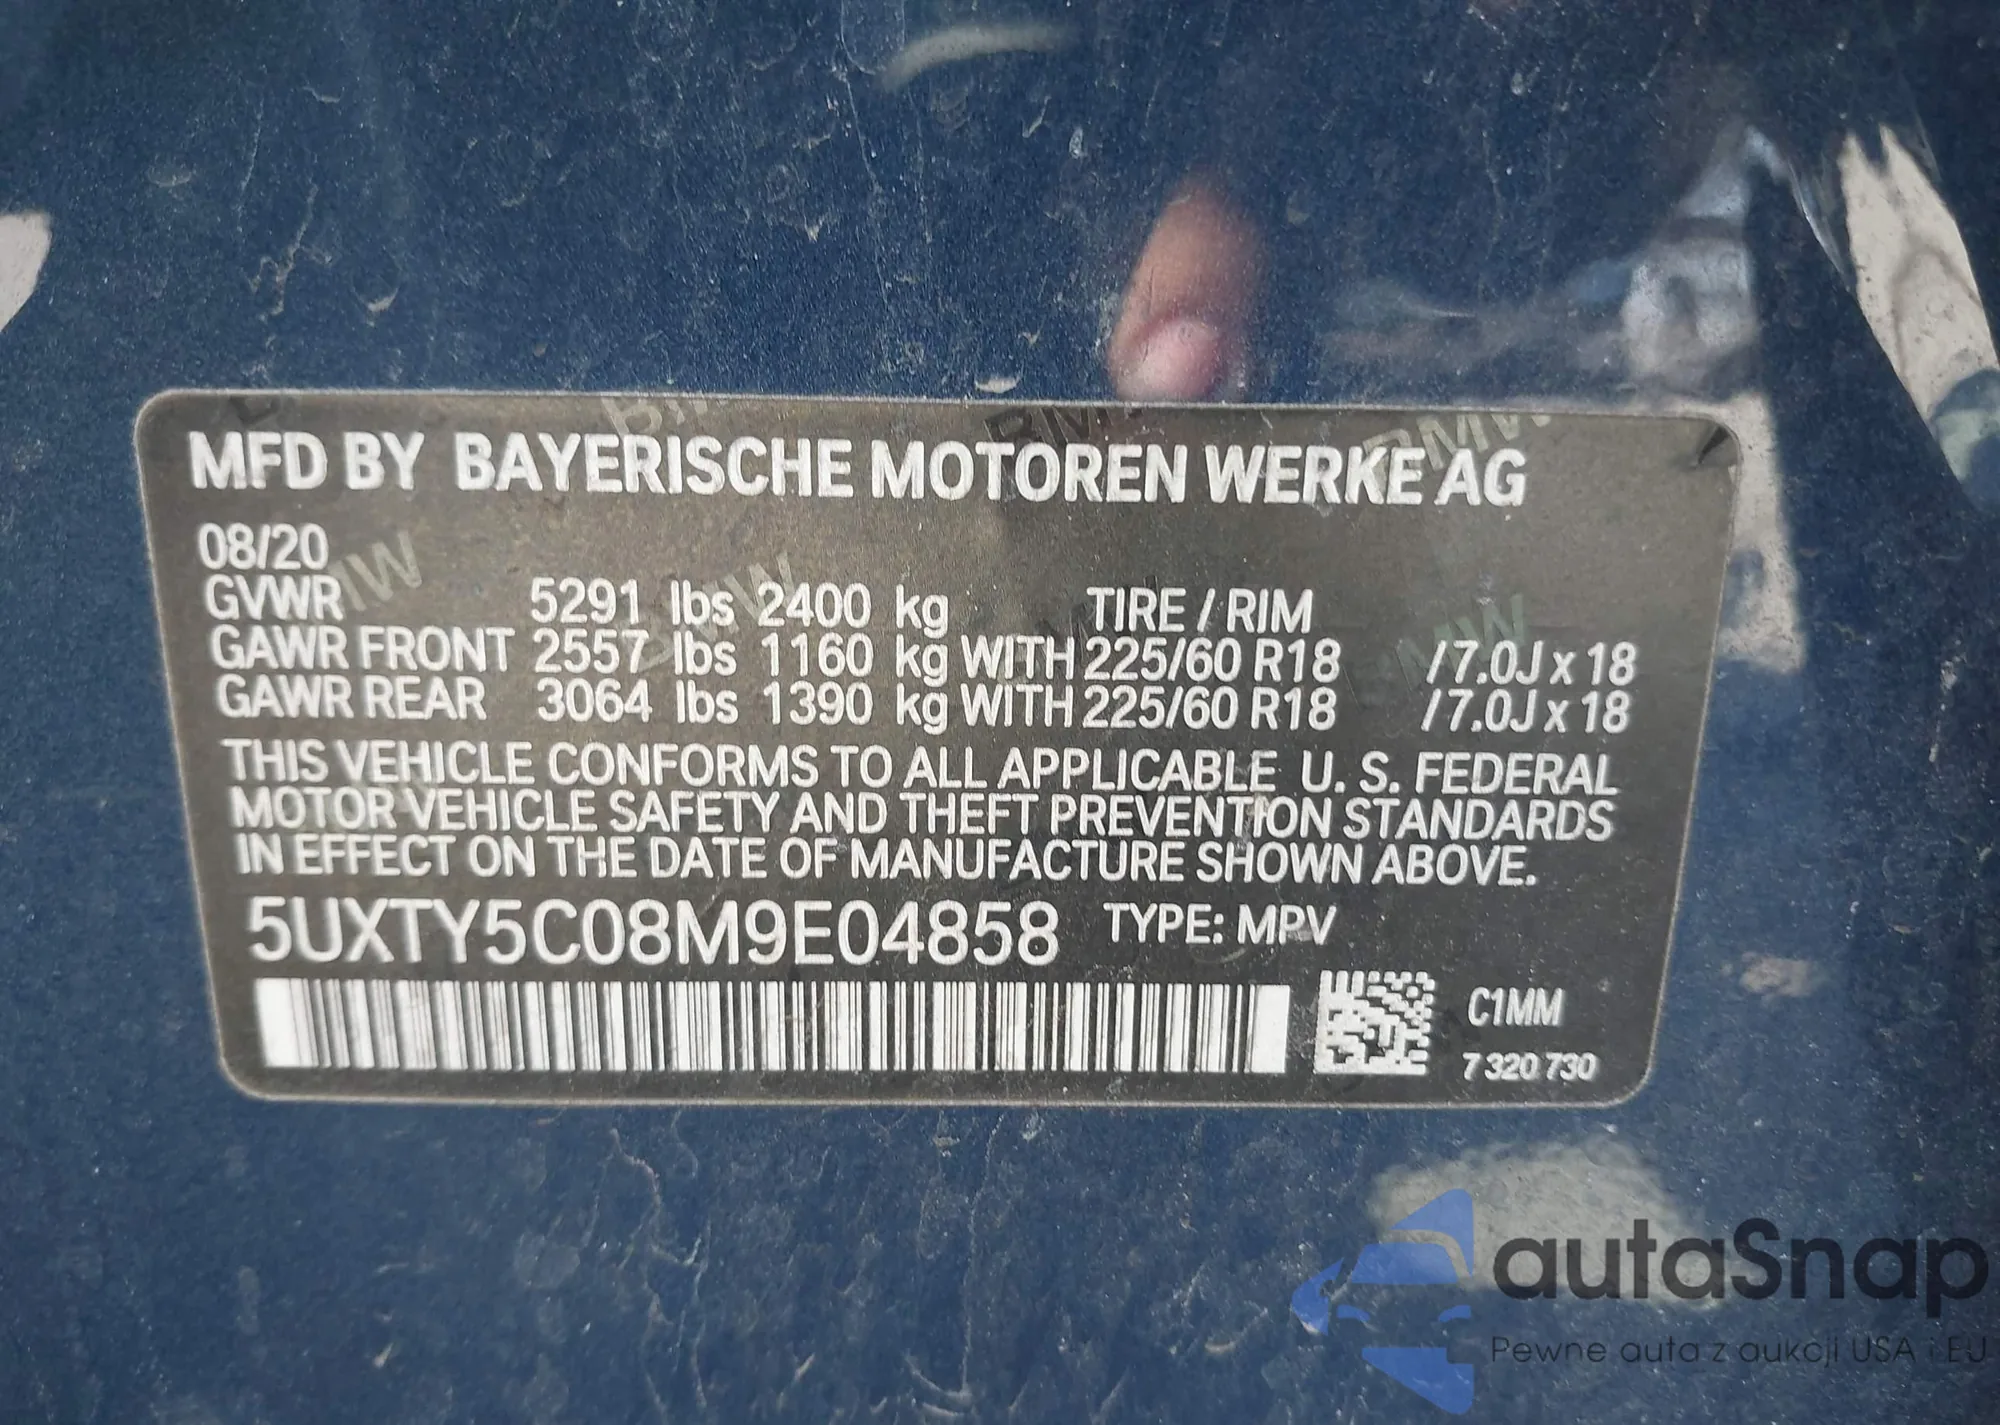 MFD BY BAYERISCHE MOTOREN WERKE AG
08/20
GVWR 5291 lbs 2400 kg TIRE / RIM
GAWR FRONT 2557 lbs 1160 kg WITH 225/60 R18 /7.0J x 18
GAWR REAR 3064 lbs 1390 kg WITH 225/60 R18 /7.0J x 18
THIS VEHICLE CONFORMS TO ALL APPLICABLE U. S. FEDERAL
MOTOR VEHICLE SAFETY AND THEFT PREVENTION STANDARDS
IN EFFECT ON THE DATE OF MANUFACTURE SHOWN ABOVE.
5UXTY5C08M9E04858 TYPE: MPV
C1MM
7 320 730
autaSnap
Pewne auta z aukcji USA i EU